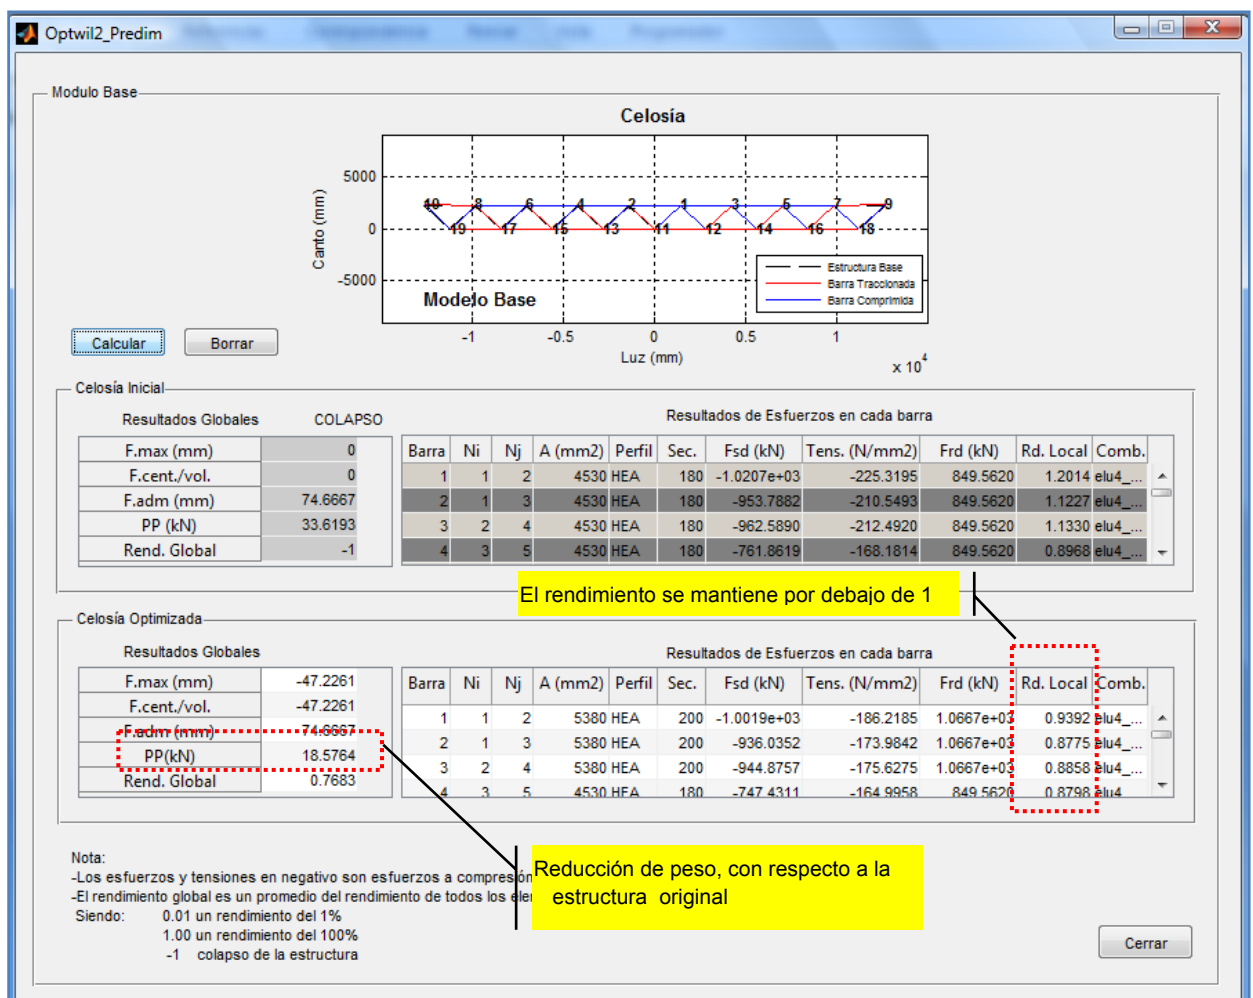 Optwil2_Predim
Modulo Base
Celosía
Canto (mm)
5000
0
-5000
10 8 6 4 2 1 3 5 7 9
19 17 15 13 11 12 14 16 18
Modelo Base
Estructura Base
Barra Traccionada
Barra Comprimida
-1 -0.5 0 0.5 1
Luz (mm)
x 10^4
Calcular Borrar
Celosía Inicial
Resultados Globales COLAPSO
F.max (mm) 0
F.cent./vol. 0
F.adm (mm) 74.6667
PP (kN) 33.6193
Rend. Global -1
Resultados de Esfuerzos en cada barra
Barra Ni Nj A (mm2) Perfil Sec. Fsd (kN) Tens. (N/mm2) Frd (kN) Rd. Local Comb.
1 1 2 4530 HEA 180 -1.0207e+03 -225.3195 849.5620 1.2014 elu4_...
2 1 3 4530 HEA 180 -953.7882 -210.5493 849.5620 1.1227 elu4_...
3 2 4 4530 HEA 180 -962.5890 -212.4920 849.5620 1.1330 elu4_...
4 3 5 4530 HEA 180 -761.8619 -168.1814 849.5620 0.8968 elu4_...
El rendimiento se mantiene por debajo de 1
Celosía Optimizada
Resultados Globales
F.max (mm) -47.2261
F.cent./vol. -47.2261
F.adm (mm) -74.6667
PP(kN) 18.5764
Rend. Global 0.7683
Resultados de Esfuerzos en cada barra
Barra Ni Nj A (mm2) Perfil Sec. Fsd (kN) Tens. (N/mm2) Frd (kN) Rd. Local Comb.
1 1 2 5380 HEA 200 -1.0019e+03 -186.2185 1.0667e+03 0.9392 elu4_...
2 1 3 5380 HEA 200 -936.0352 -173.9842 1.0667e+03 0.8775 elu4_...
3 2 4 5380 HEA 200 -944.8757 -175.6275 1.0667e+03 0.8858 elu4_...
4 3 5 4530 HEA 180 -747.4311 -164.9958 849.5620 0.8798 elu4
Reducción de peso, con respecto a la
estructura original
Nota:
-Los esfuerzos y tensiones en negativo son esfuerzos a compresión
-El rendimiento global es un promedio del rendimiento de todos los
Siendo: 0.01 un rendimiento del 1%
1.00 un rendimiento del 100%
-1 colapso de la estructura
Cerrar